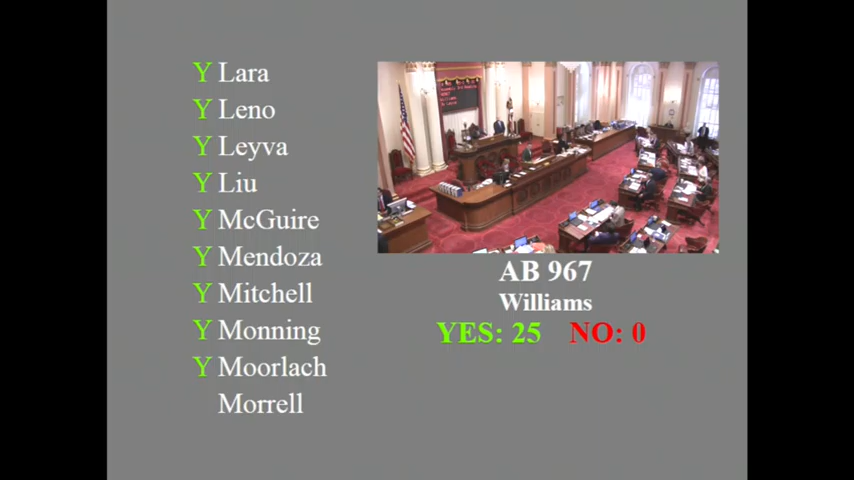 Y Lara
Y Leno
Y Leyva
Y Liu
Y McGuire
Y Mendoza
Y Mitchell
Y Monning
Y Moorlach
Morrell
AB 967
Williams
YES: 25 NO: 0